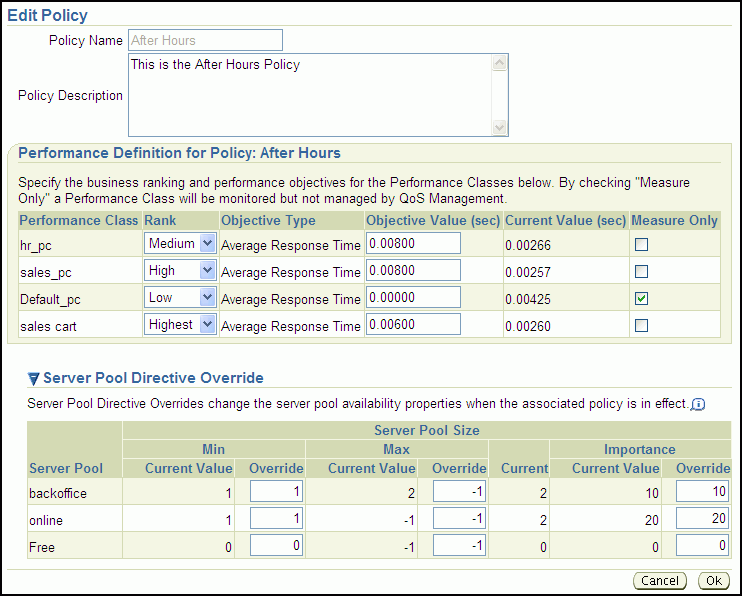 Edit Policy
Policy Name After Hours
Policy Description This is the After Hours Policy
Performance Definition for Policy: After Hours
Specify the business ranking and performance objectives for the Performance Classes below. By checking "Measure
Only" a Performance Class will be monitored but not managed by QoS Management.
Performance Class Rank Objective Type Objective Value (sec) Current Value (sec) Measure Only
hr_pc Medium Average Response Time 0.00800 0.00266
sales_pc High Average Response Time 0.00800 0.00257
Default_pc Low Average Response Time 0.00000 0.00425
sales cart Highest Average Response Time 0.00600 0.00260
Server Pool Directive Override
Server Pool Directive Overrides change the server pool availability properties when the associated policy is in effect.
Server Pool Size
Min Max Importance
Server Pool Current Value Override Current Value Override Current Current Value Override
backoffice 1 1 2 -1 2 10 10
online 1 1 -1 -1 2 20 20
Free 0 0 -1 -1 0 0 0
Cancel Ok